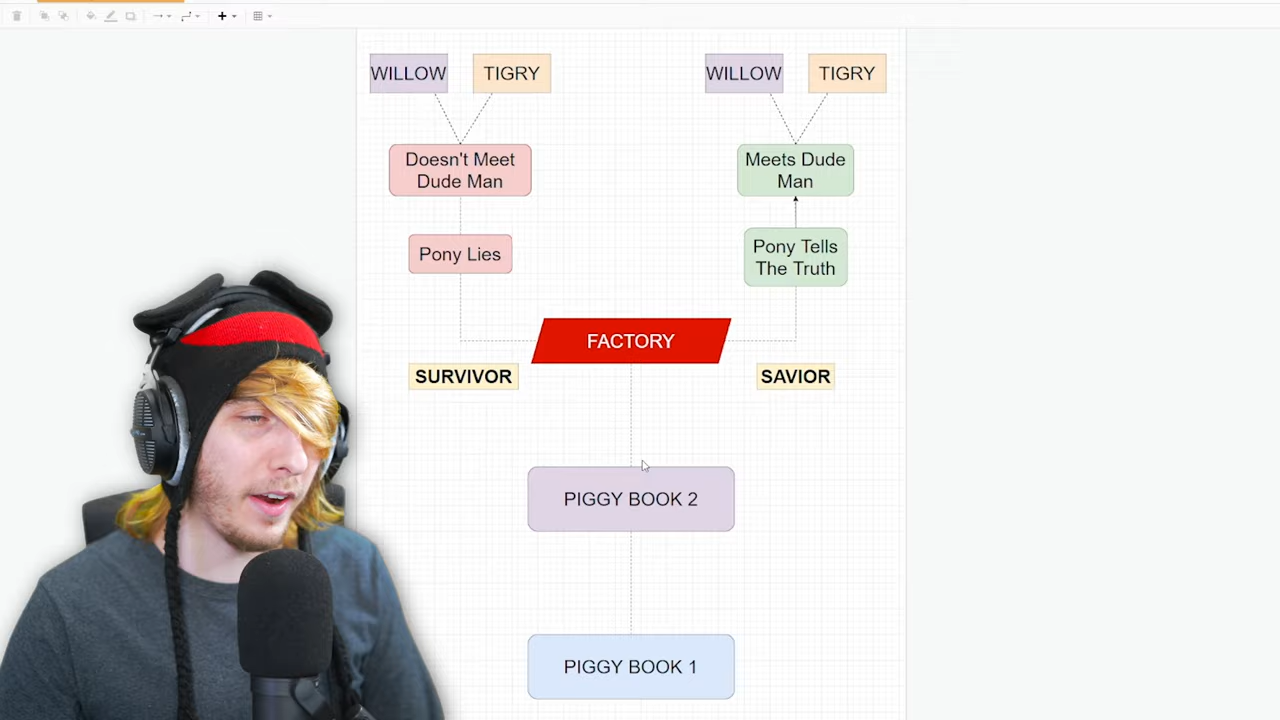 WILLOW
TIGRY
WILLOW
TIGRY
Doesn't Meet
Dude Man
Meets Dude
Man
Pony Lies
Pony Tells
The Truth
FACTORY
SURVIVOR
SAVIOR
PIGGY BOOK 2
PIGGY BOOK 1